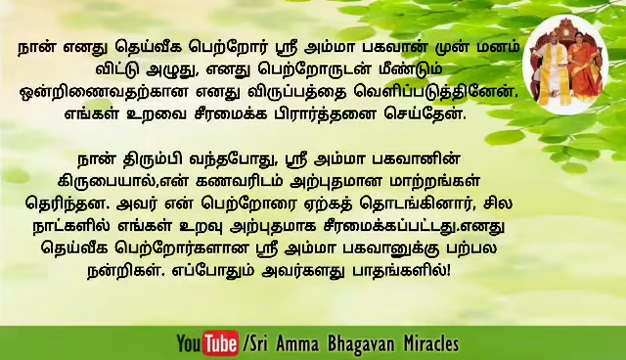 நான் எனது தெய்வீக பெற்றோர் ஸ்ரீ அம்மா பகவான் முன் மனம்
விட்டு அழுது, எனது பெற்றோருடன் மீண்டும்
ஒன்றிணைவதற்கான எனது விருப்பத்தை வெளிப்படுத்தினேன்.
எங்கள் உறவை சீரமைக்க பிரார்த்தனை செய்தேன்.
நான் திரும்பி வந்தபோது, ஸ்ரீ அம்மா பகவானின்
கிருபையால்,என் கணவரிடம் அற்புதமான மாற்றங்கள்
தெரிந்தன. அவர் என் பெற்றோரை ஏற்கத் தொடங்கினார், சில
நாட்களில் எங்கள் உறவு அற்புதமாக சீரமைக்கப்பட்டது.எனது
தெய்வீக பெற்றோர்களான ஸ்ரீ அம்மா பகவானுக்கு பற்பல
நன்றிகள். எப்போதும் அவர்களது பாதங்களில்!
YouTube /Sri Amma Bhagavan Miracles